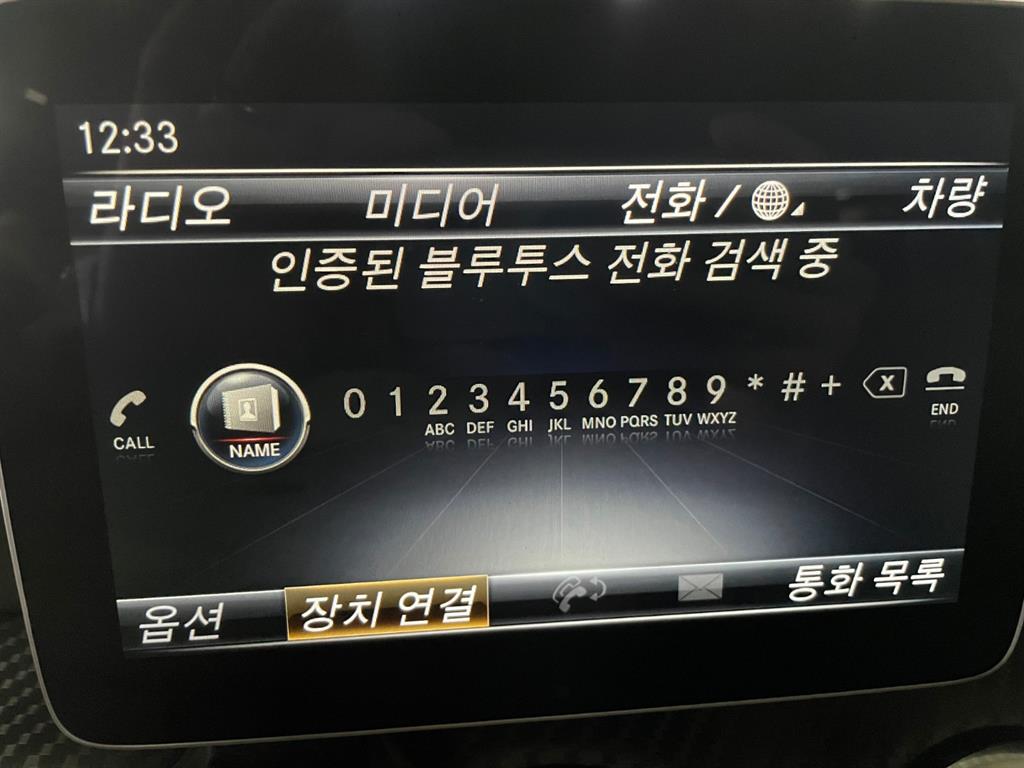 12:33
라디오 미디어 전화 / 차량
인증된 블루투스 전화 검색 중
CALL NAME 0 1 2 3 4 5 6 7 8 9 * # + X END
ABC DEF GHI JKL MNO PQRS TUV WXYZ
옵션 장치 연결 통화 목록